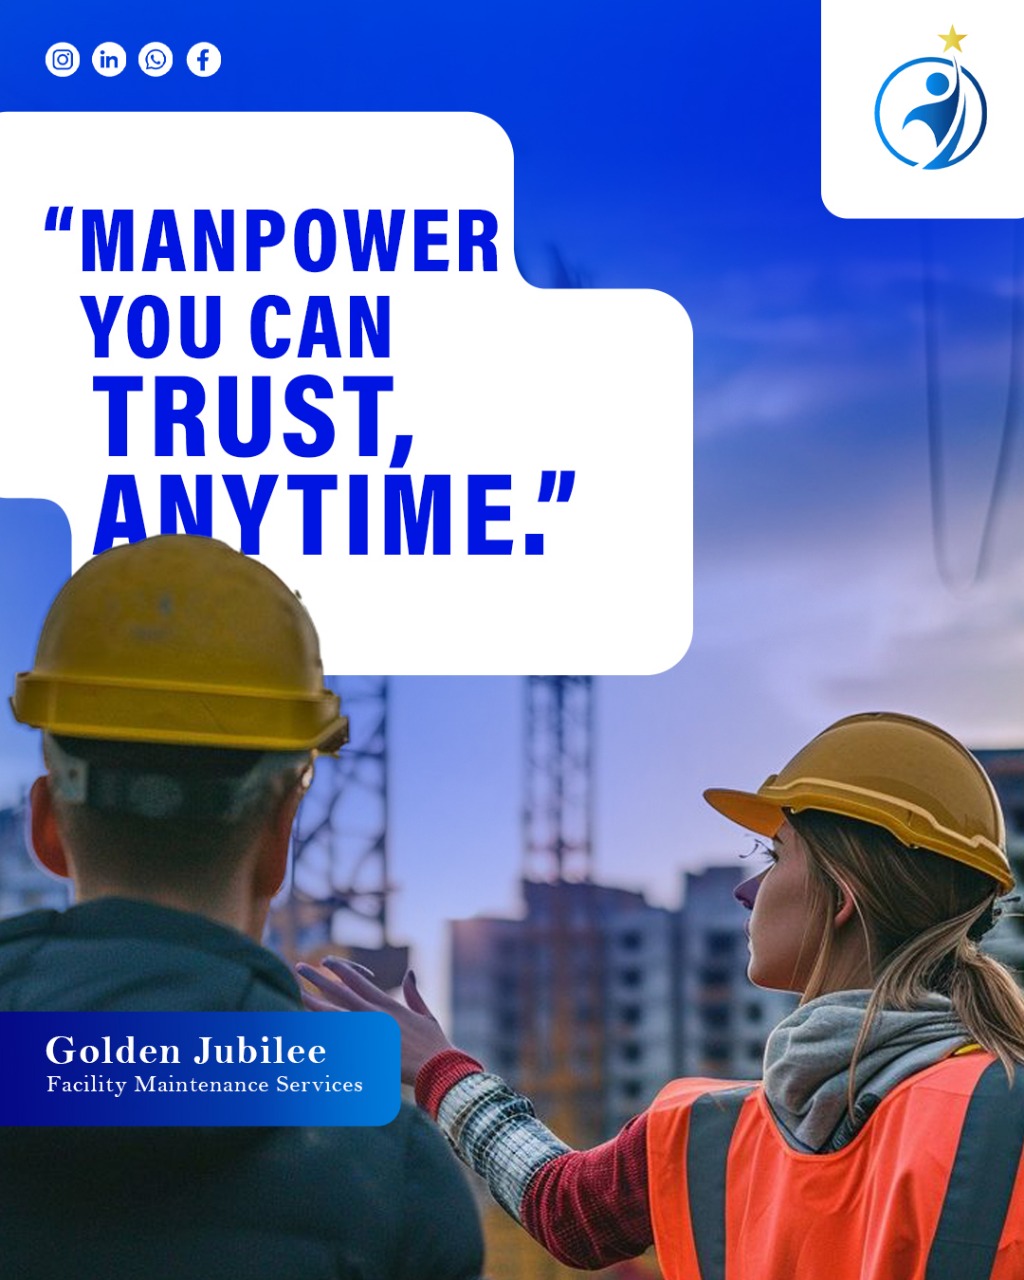 “MANPOWER
YOU CAN
TRUST,
ANYTIME.”
Golden Jubilee
Facility Maintenance Services